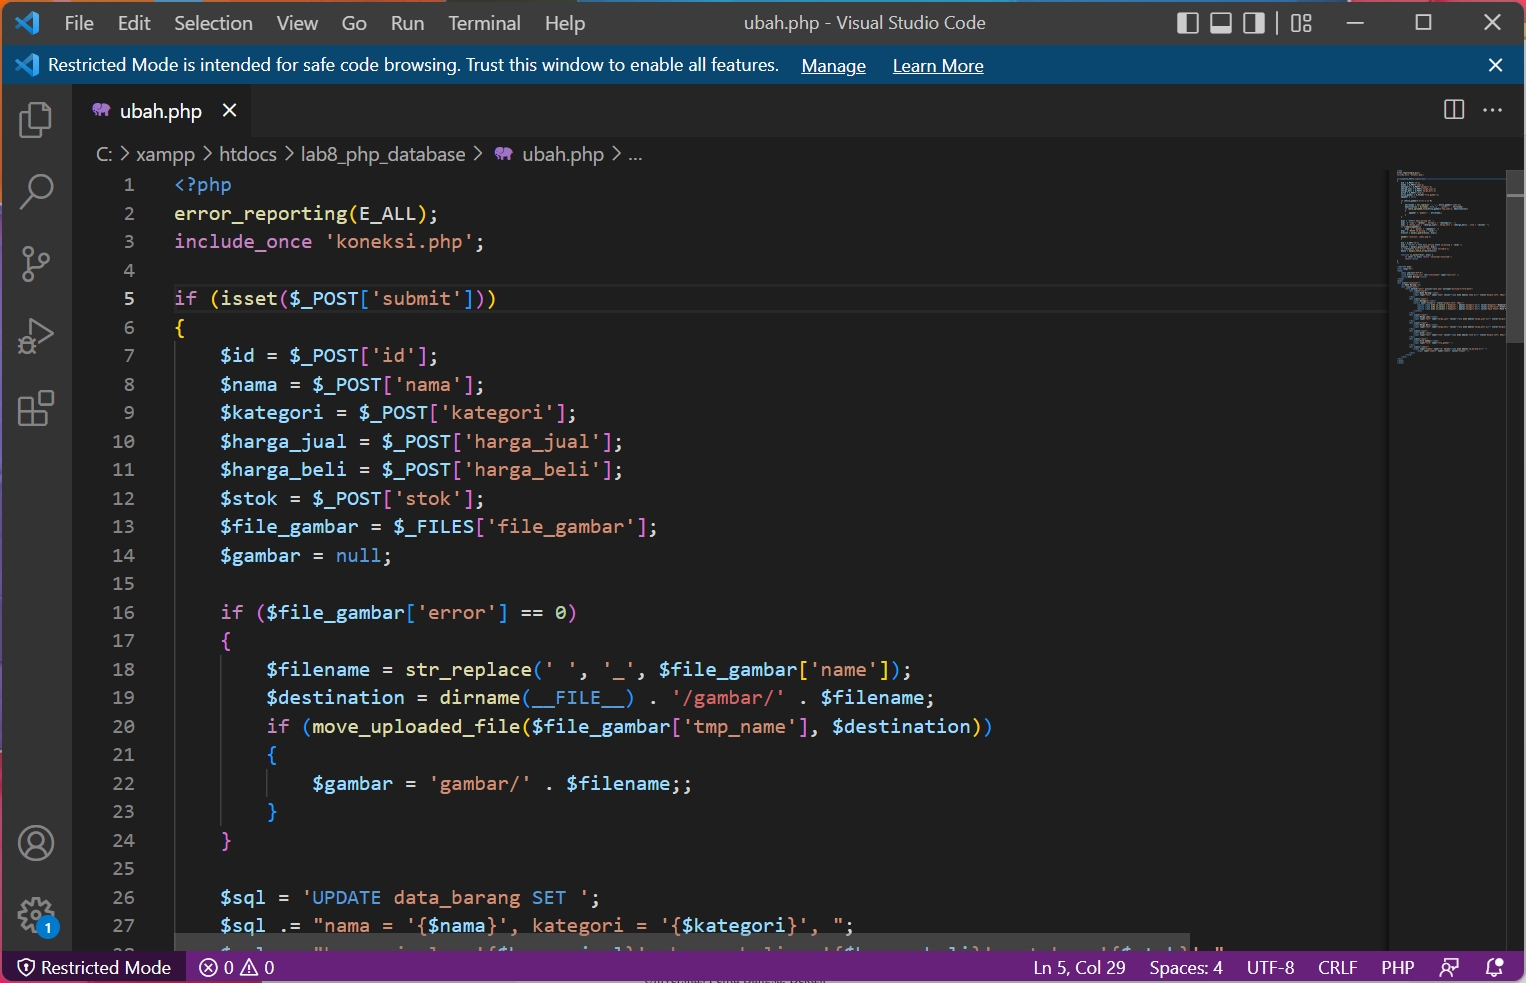 File Edit Selection View Go Run Terminal Help ubah.php - Visual Studio Code
Restricted Mode is intended for safe code browsing. Trust this window to enable all features. Manage Learn More
ubah.php
C: > xampp > htdocs > lab8_php_database > ubah.php > ...
1 <?php
2 error_reporting(E_ALL);
3 include_once 'koneksi.php';
4
5 if (isset($_POST['submit']))
6 {
7 $id = $_POST['id'];
8 $nama = $_POST['nama'];
9 $kategori = $_POST['kategori'];
10 $harga_jual = $_POST['harga_jual'];
11 $harga_beli = $_POST['harga_beli'];
12 $stok = $_POST['stok'];
13 $file_gambar = $_FILES['file_gambar'];
14 $gambar = null;
15
16 if ($file_gambar['error'] == 0)
17 {
18 $filename = str_replace(' ', '_', $file_gambar['name']);
19 $destination = dirname(__FILE__) . '/gambar/' . $filename;
20 if (move_uploaded_file($file_gambar['tmp_name'], $destination))
21 {
22 $gambar = 'gambar/' . $filename;;
23 }
24 }
25
26 $sql = 'UPDATE data_barang SET ';
27 $sql .= "nama = '{$nama}', kategori = '{$kategori}', ";
1
Restricted Mode 0 0 Ln 5, Col 29 Spaces: 4 UTF-8 CRLF PHP